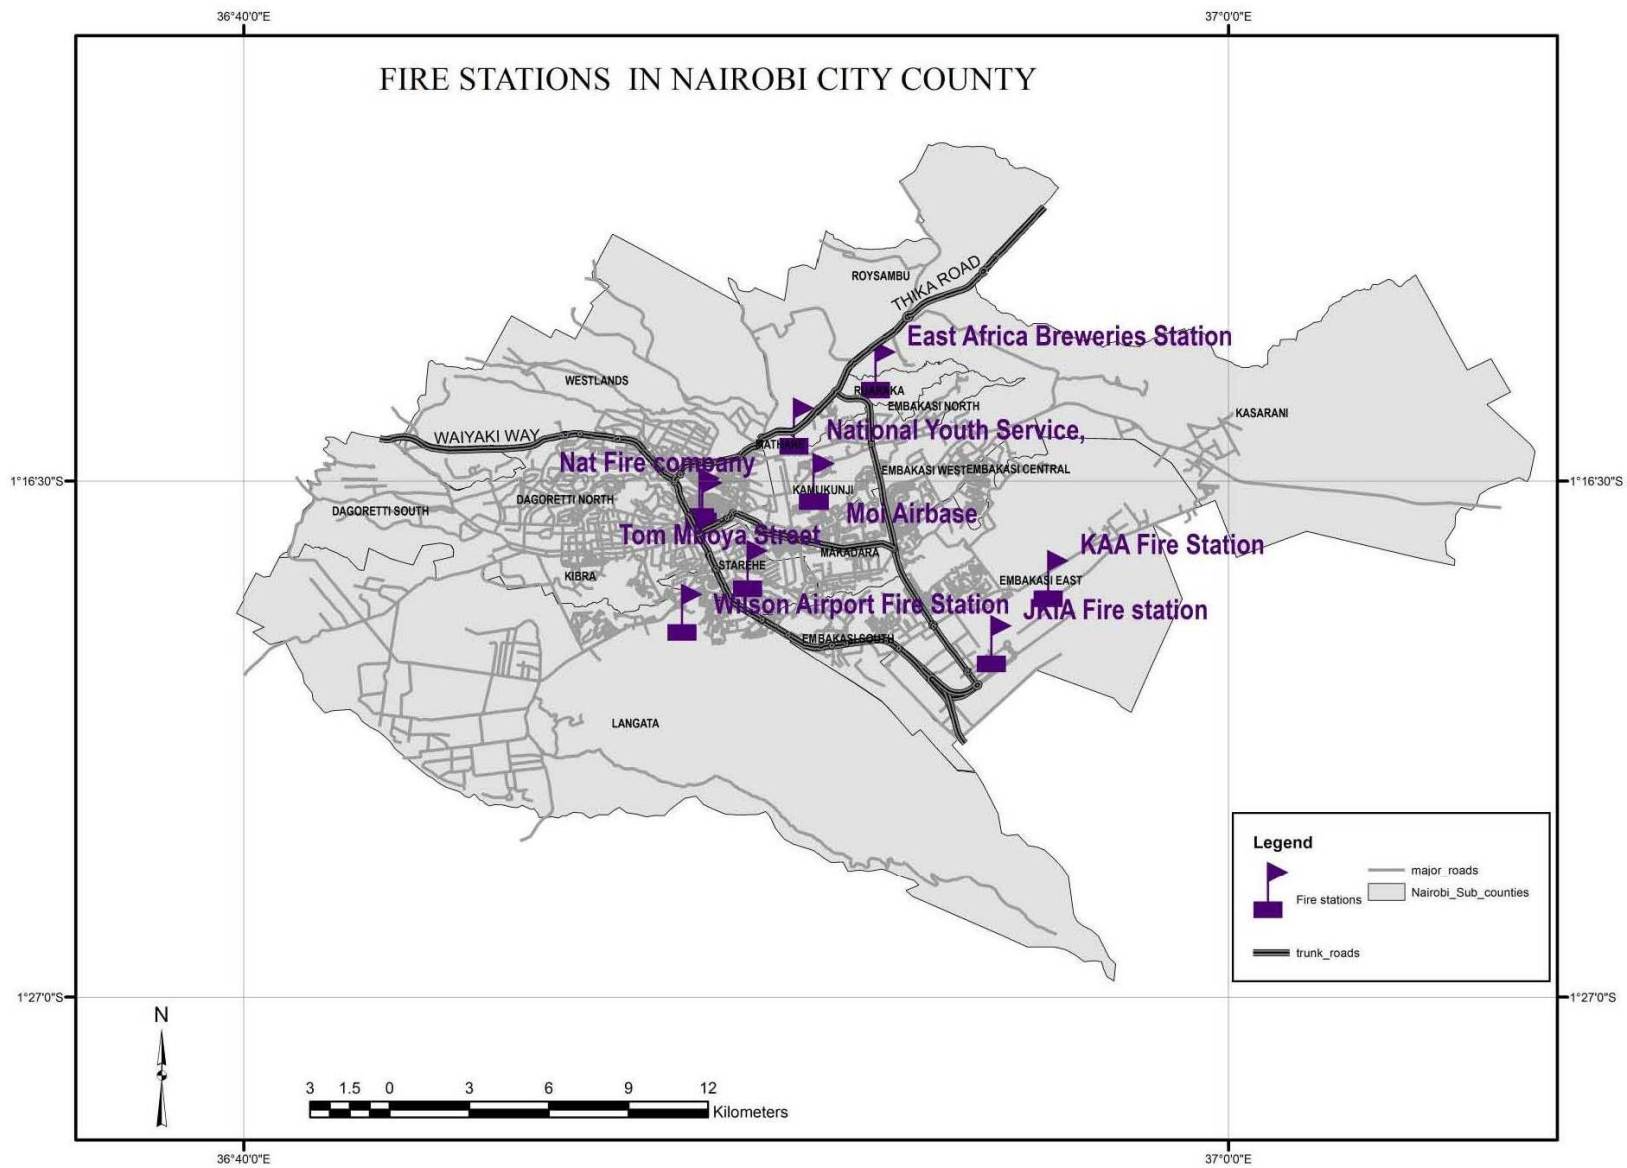 36°40'0"E
37°0'0"E
FIRE STATIONS IN NAIROBI CITY COUNTY
ROYSAMBU
THIKA ROAD
East Africa Breweries Station
WESTLANDS
RUARAKA
EMBAKASI NORTH
KASARANI
WAIYAKI WAY
National Youth Service,
MATHARE
Nat Fire company
EMBAKASI WEST
EMBAKASI CENTRAL
1°16'30"S
1°16'30"S
KAMUKUNJI
DAGORETTI NORTH
DAGORETTI SOUTH
Moi Airbase
Tom Mboya Street
KAA Fire Station
MAKADARA
STAREHE
KIBRA
EMBAKASI EAST
Wilson Airport Fire Station
JKIA Fire station
EMBAKASI SOUTH
LANGATA
Legend
Fire stations
major_roads
Nairobi_Sub_counties
trunk_roads
1°27'0"S
1°27'0"S
N
3 1.5 0 3 6 9 12
Kilometers
36°40'0"E
37°0'0"E